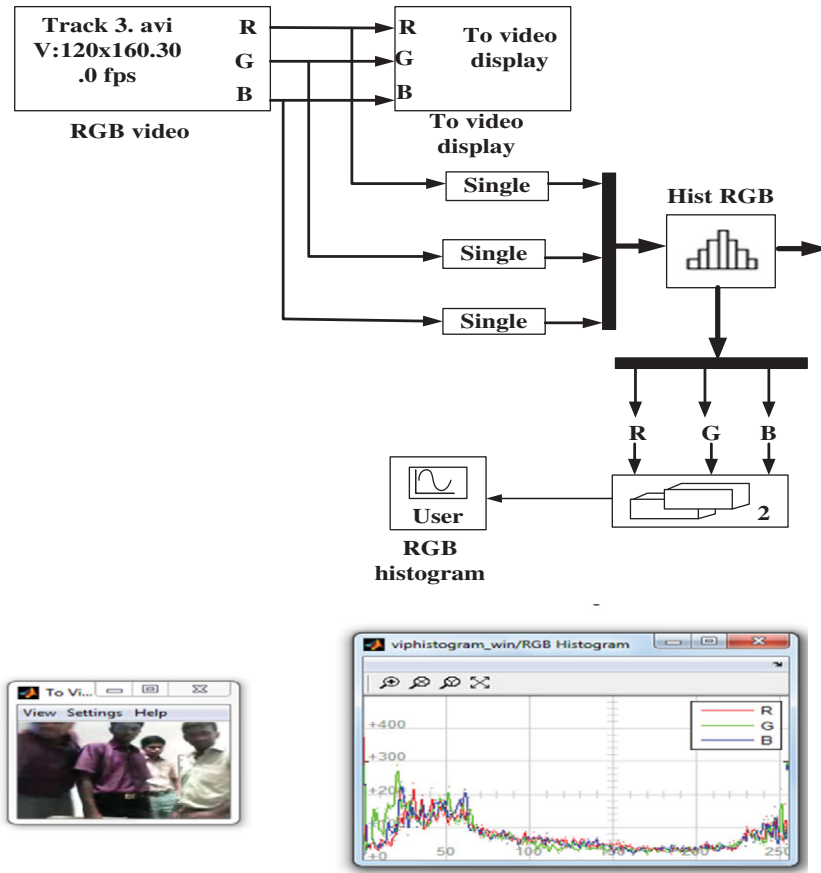 Track 3. avi
V:120x160.30
.0 fps
R
G
B
RGB video
R
G
B
To video
display
To video
display
Single
Single
Single
Hist RGB
R
G
B
2
User
RGB
histogram
To Vi...
View Settings Help
viphistogram_win/RGB Histogram
R
G
B
+400
+300
+200
+0
50
100
150
200
250